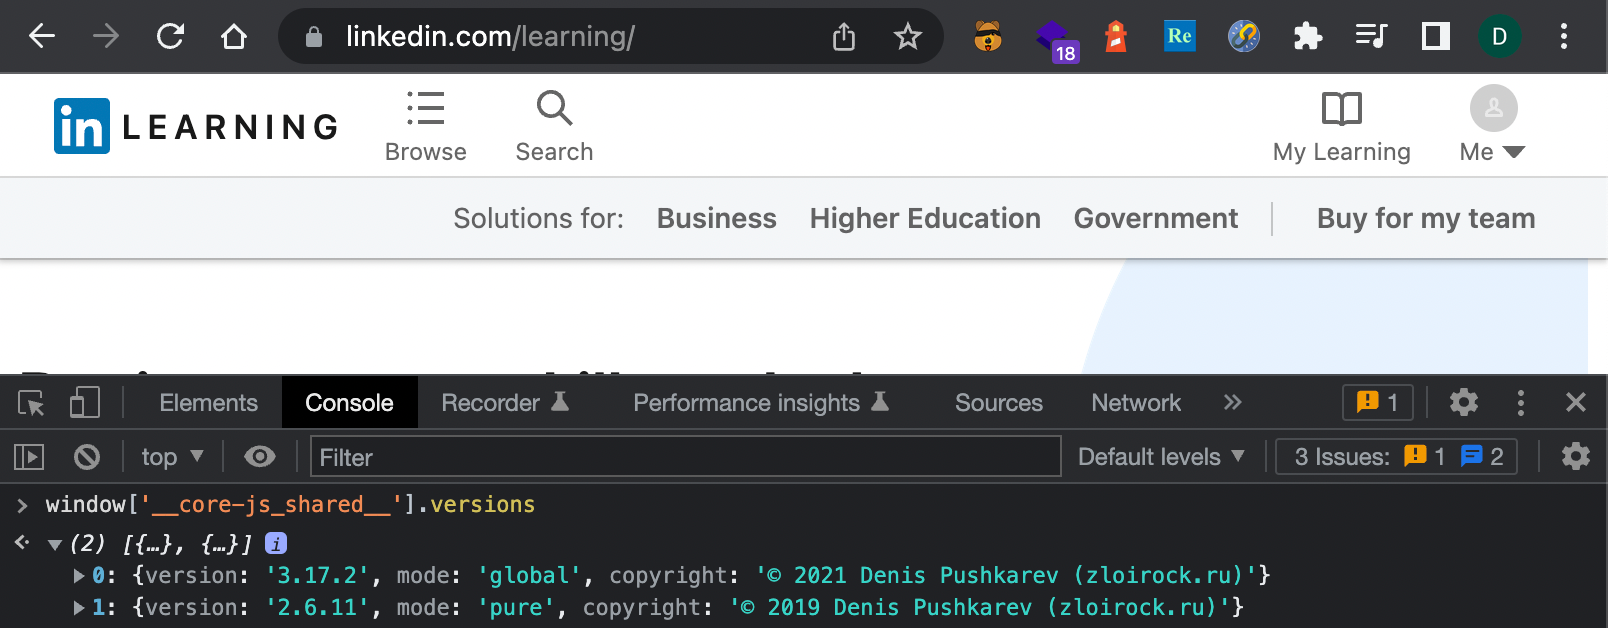 linkedin.com/learning/
18
Re
D
in LEARNING
Browse
Search
My Learning
Me
Solutions for: Business Higher Education Government Buy for my team
Elements Console Recorder Performance insights Sources Network » 1
top Filter Default levels 3 Issues: 1 2
> window['__core-js_shared__'].versions
(2) [{…}, {…}] i
0: {version: '3.17.2', mode: 'global', copyright: '© 2021 Denis Pushkarev (zloirock.ru)'}
1: {version: '2.6.11', mode: 'pure', copyright: '© 2019 Denis Pushkarev (zloirock.ru)'}